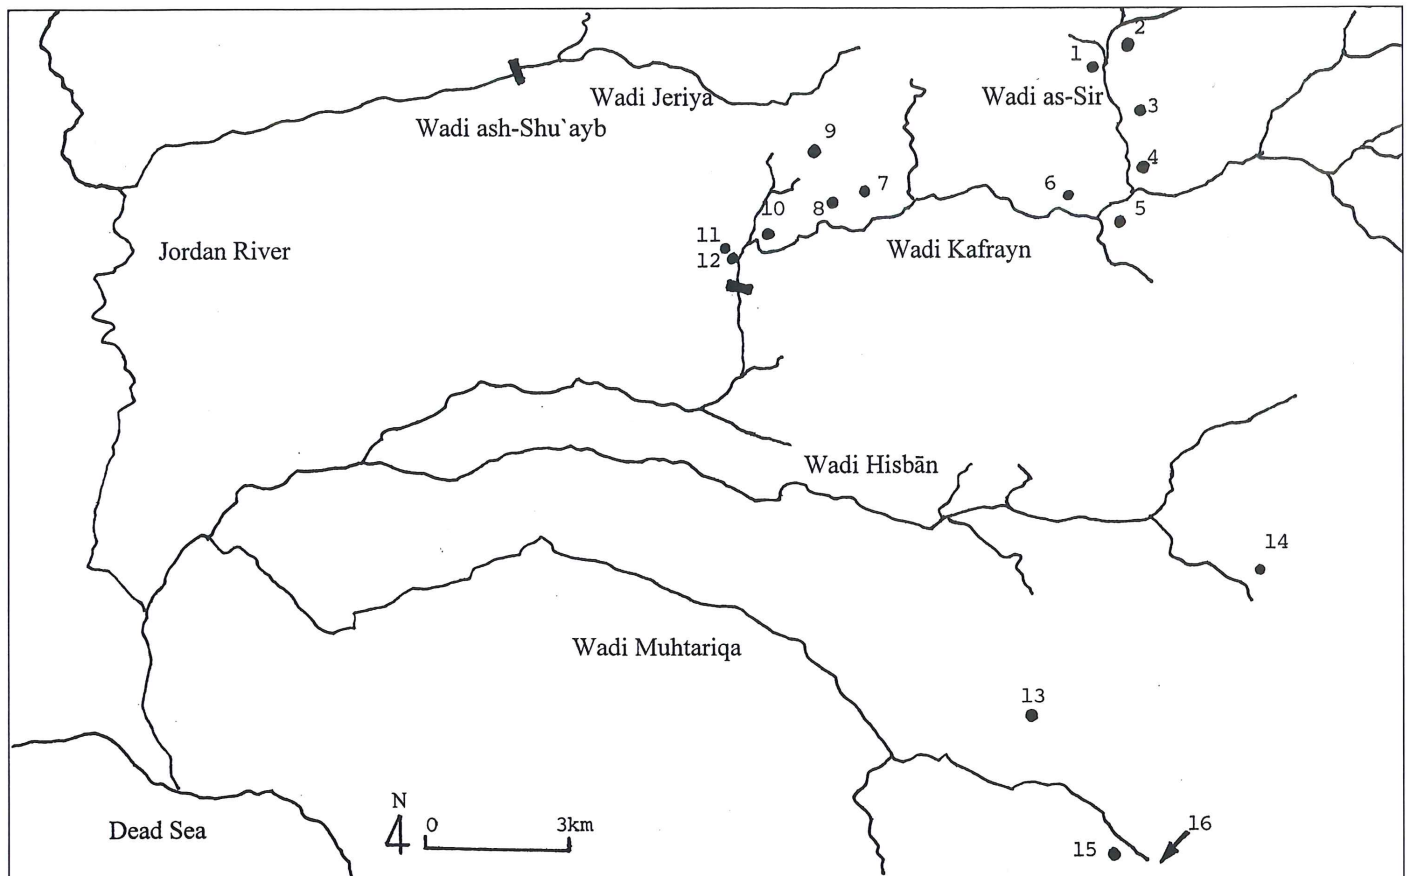 2
1
Wadi Jeriya
Wadi as-Sir
3
Wadi ash-Shu`ayb
9
4
7
6
8
10
5
11
Jordan River
Wadi Kafrayn
12
Wadi Hisbān
14
Wadi Muhtariqa
13
N
0
3km
16
Dead Sea
15